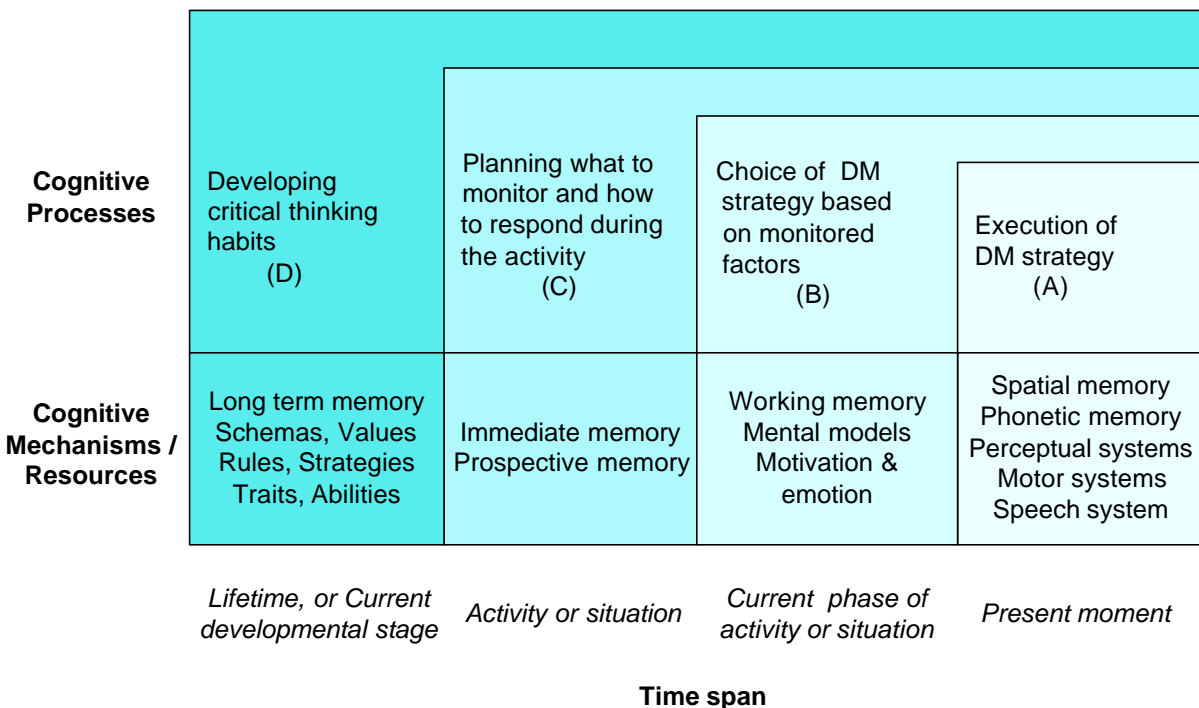 Cognitive
Processes
Developing
critical thinking
habits
(D)
Planning what to
monitor and how
to respond during
the activity
(C)
Choice of DM
strategy based
on monitored
factors
(B)
Execution of
DM strategy
(A)
Cognitive
Mechanisms /
Resources
Long term memory
Schemas, Values
Rules, Strategies
Traits, Abilities
Immediate memory
Prospective memory
Working memory
Mental models
Motivation &
emotion
Spatial memory
Phonetic memory
Perceptual systems
Motor systems
Speech system
Lifetime, or Current
developmental stage
Activity or situation
Current phase of
activity or situation
Present moment
Time span